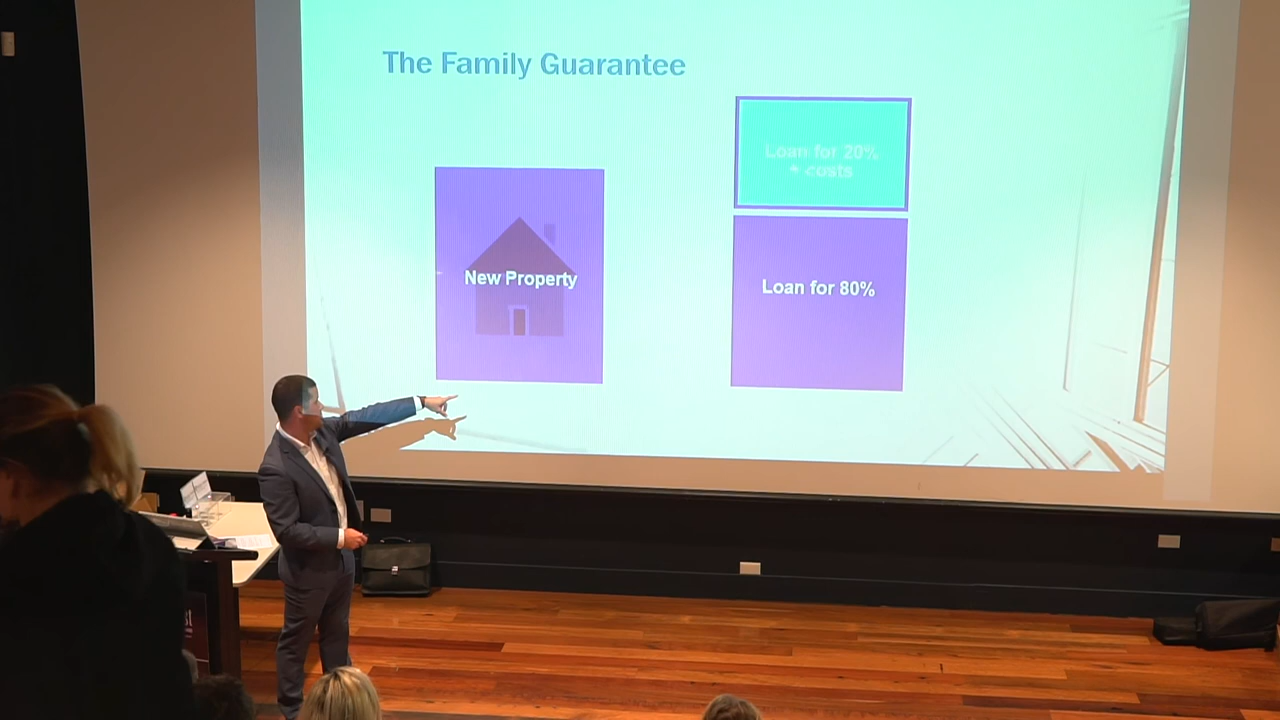 The Family Guarantee
Loan for 20%
+ costs
New Property
Loan for 80%